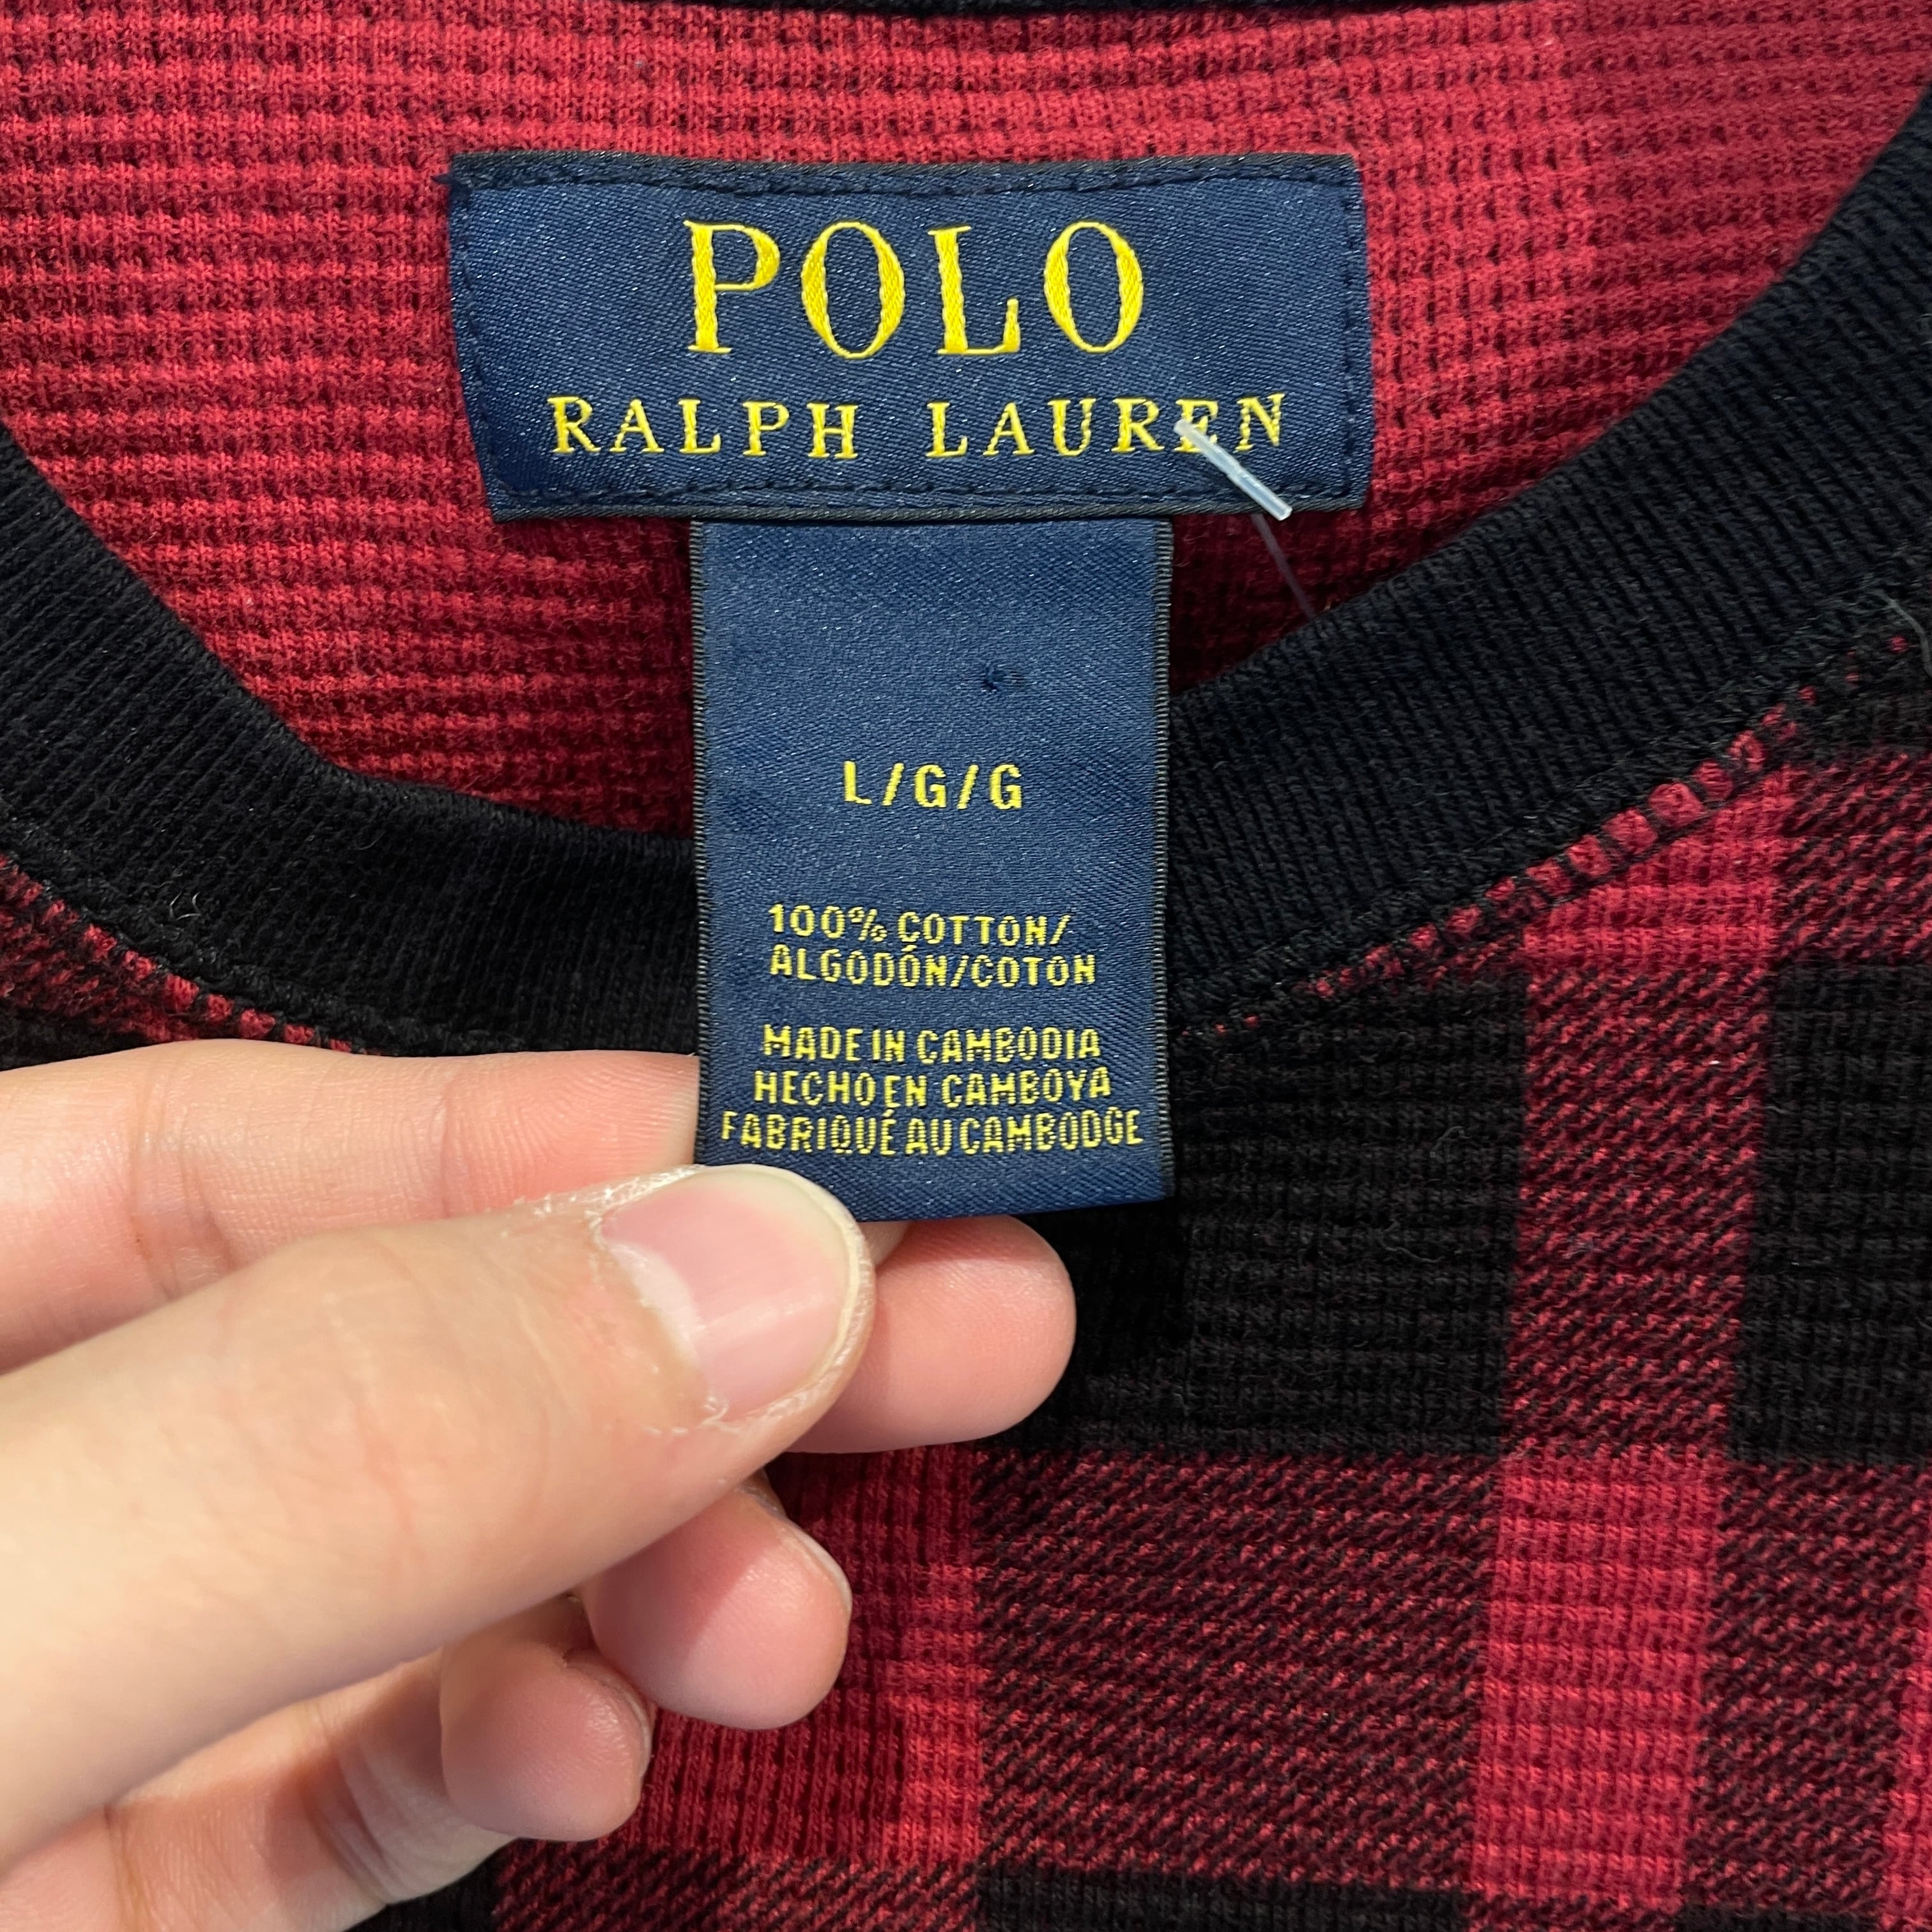 POLO
RALPH LAUREN
L/G/G
100% COTTON/
ALGODÓN/COTON
MADE IN CAMBODIA
HECHO EN CAMBOYA
FABRIQUÉ AU CAMBODGE